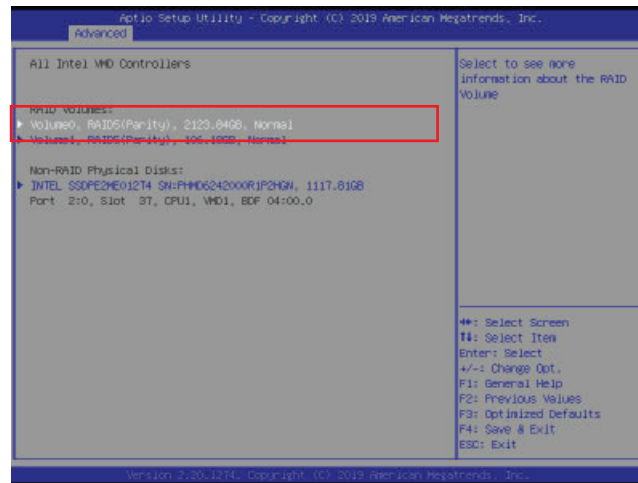 Aptio Setup Utility - Copyright (C) 2019 American Megatrends, Inc.
Advanced
All Intel VMD Controllers
Select to see more
information about the RAID
Volume
RAID Volumes:
Volume0, RAID5(Parity), 2123.84GB, Normal
Volume1, RAID5(Parity), 106.18GB, Normal
Non-RAID Physical Disks:
INTEL SSDPE2ME012T4 SN:PHMD6242000R1P2HGN, 1117.81GB
Port 2:0, Slot 37, CPU1, VMD1, BDF 04:00.0
: Select Screen
: Select Item
Enter: Select
+/-: Change Opt.
F1: General Help
F2: Previous Values
F3: Optimized Defaults
F4: Save & Exit
ESC: Exit
Version 2.20.1274. Copyright (C) 2019 American Megatrends, Inc.